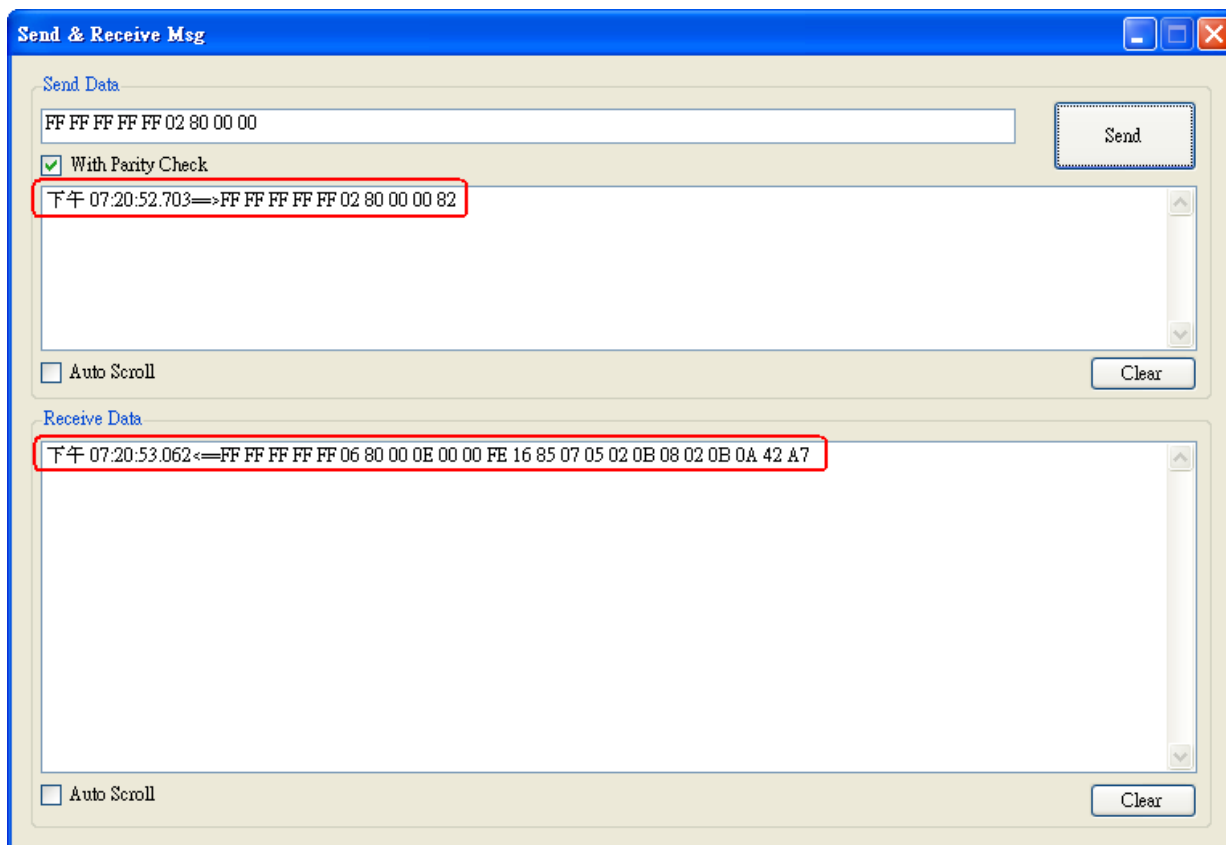 Send & Receive Msg
Send Data
FF FF FF FF FF 02 80 00 00
Send
With Parity Check
下午 07:20:52.703==>FF FF FF FF FF 02 80 00 00 82
Auto Scroll
Clear
Receive Data
下午 07:20:53.062<==FF FF FF FF FF 06 80 00 0E 00 00 FE 16 85 07 05 02 0B 08 02 0B 0A 42 A7
Auto Scroll
Clear